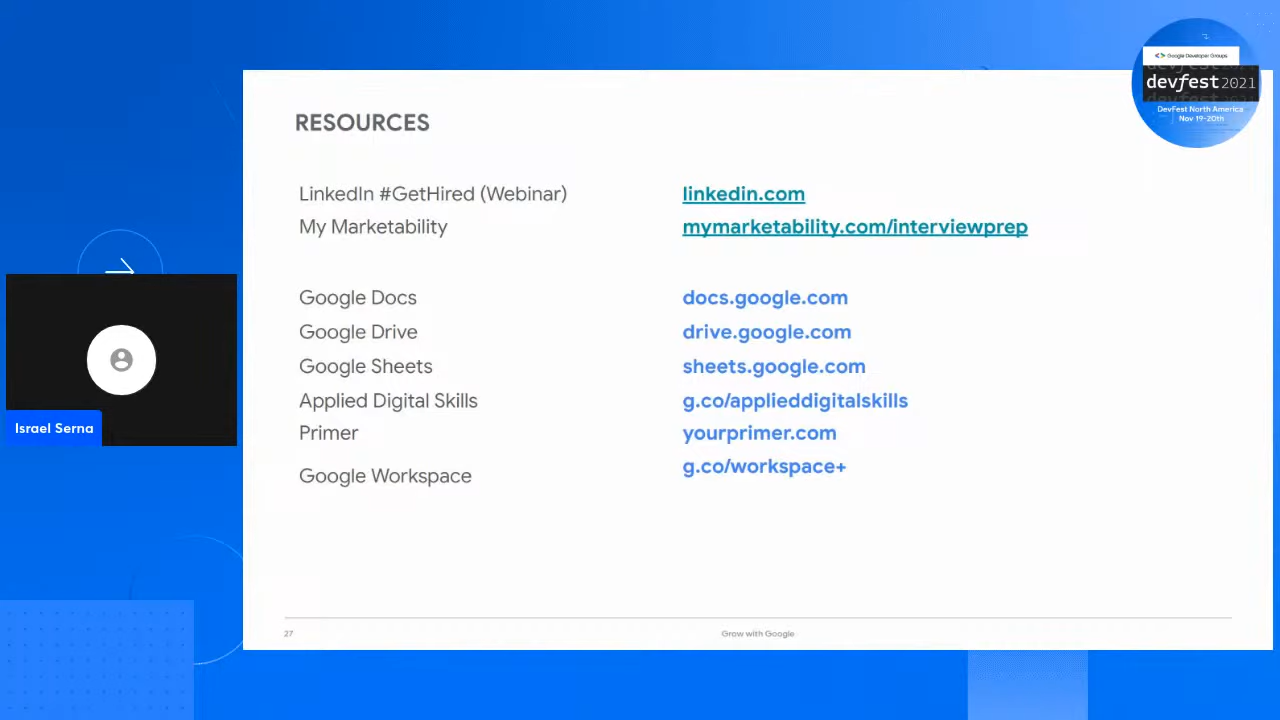 Google Developer Groups
devfest 2021
DevFest North America
Nov 19-20th
RESOURCES
LinkedIn #GetHired (Webinar) linkedin.com
My Marketability mymarketability.com/interviewprep
Google Docs docs.google.com
Google Drive drive.google.com
Google Sheets sheets.google.com
Applied Digital Skills g.co/applieddigitalskills
Primer yourprimer.com
Google Workspace g.co/workspace+
Israel Serna
27 Grow with Google